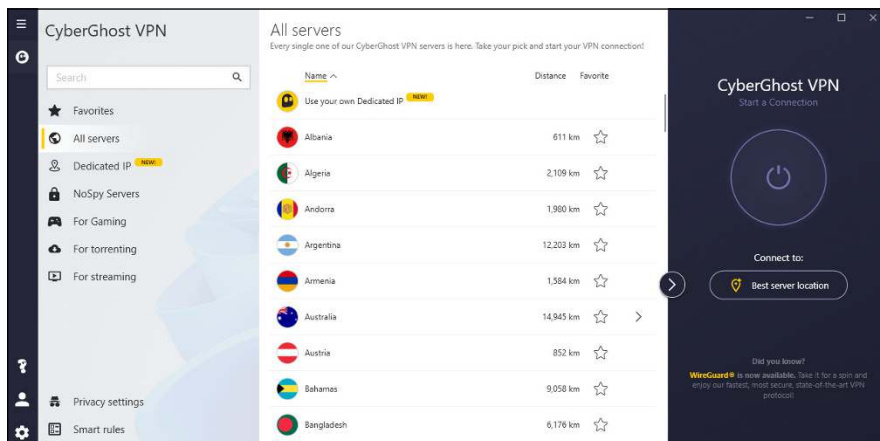 CyberGhost VPN
Search
Favorites
All servers
Dedicated IP NEW!
NoSpy Servers
For Gaming
For torrenting
For streaming
Privacy settings
Smart rules
All servers
Every single one of our CyberGhost VPN servers is here. Take your pick and start your VPN connection!
Name Distance Favorite
Use your own Dedicated IP NEW!
Albania 611 km
Algeria 2,109 km
Andorra 1,980 km
Argentina 12,203 km
Armenia 1,584 km
Australia 14,945 km
Austria 852 km
Bahamas 9,058 km
Bangladesh 6,176 km
CyberGhost VPN
Start a Connection
Connect to:
Best server location
Did you know?
WireGuard® is now available. Take it for a spin and
enjoy our fastest, most secure, state-of-the-art VPN
protocol!